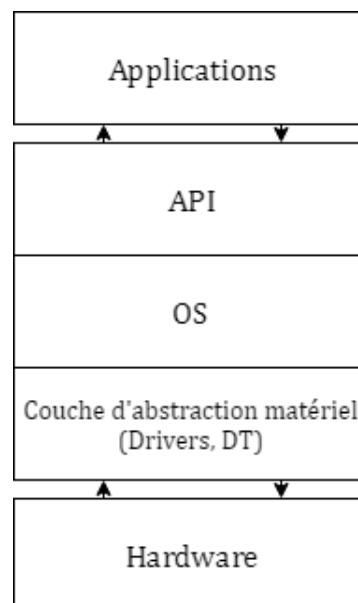 Applications
API
OS
Couche d'abstraction matériel
(Drivers, DT)
Hardware